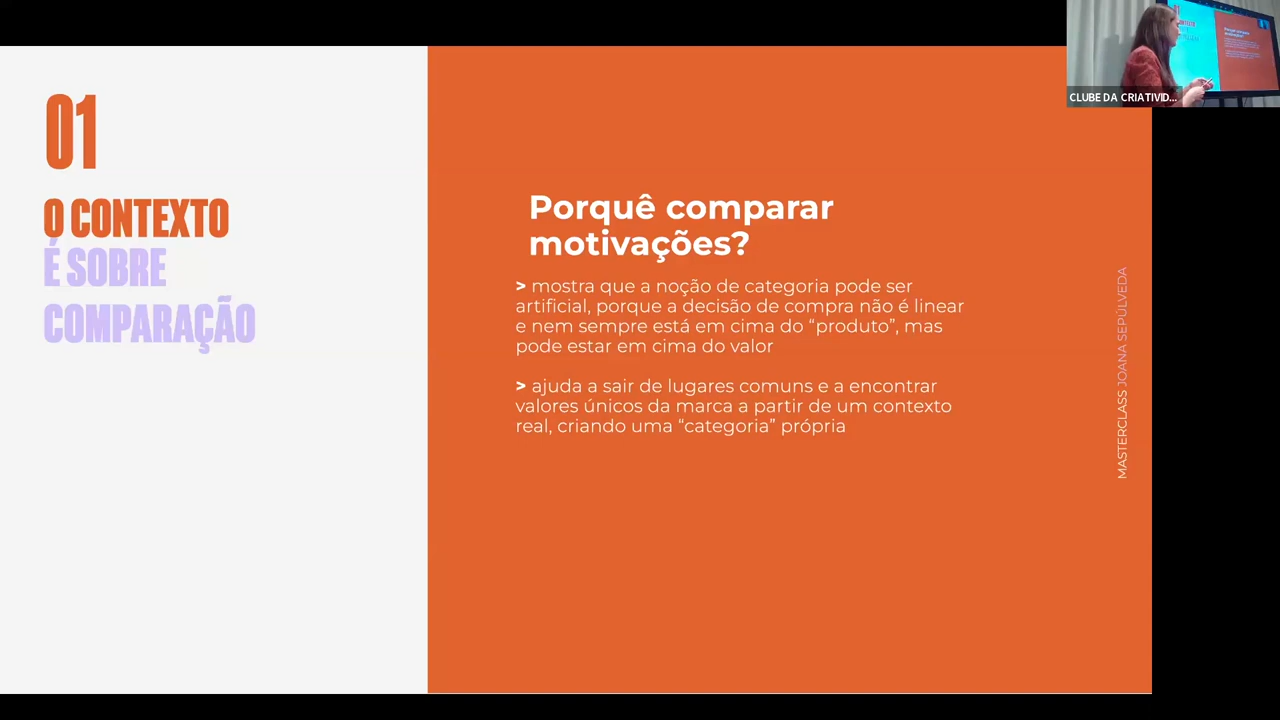 01
O CONTEXTO
É SOBRE
COMPARAÇÃO
Porquê comparar
motivações?
> mostra que a noção de categoria pode ser
artificial, porque a decisão de compra não é linear
e nem sempre está em cima do “produto”, mas
pode estar em cima do valor
> ajuda a sair de lugares comuns e a encontrar
valores únicos da marca a partir de um contexto
real, criando uma “categoria” própria
MASTERCLASS JOANA SEPÚLVEDA
CLUBE DA CRIATIVID...